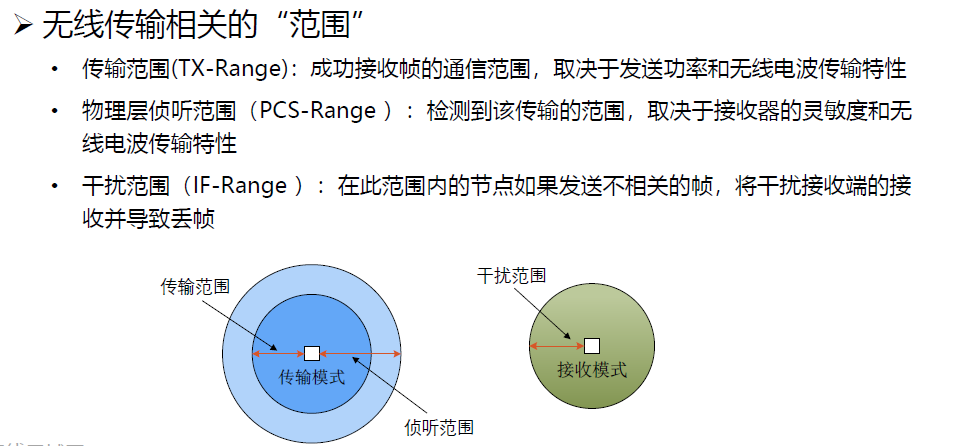 ➢ 无线传输相关的“范围”
• 传输范围(TX-Range)：成功接收帧的通信范围，取决于发送功率和无线电波传输特性
• 物理层侦听范围（PCS-Range ）：检测到该传输的范围，取决于接收器的灵敏度和无
线电波传输特性
• 干扰范围（IF-Range ）：在此范围内的节点如果发送不相关的帧，将干扰接收端的接
收并导致丢帧
传输范围
干扰范围
传输模式
接收模式
侦听范围